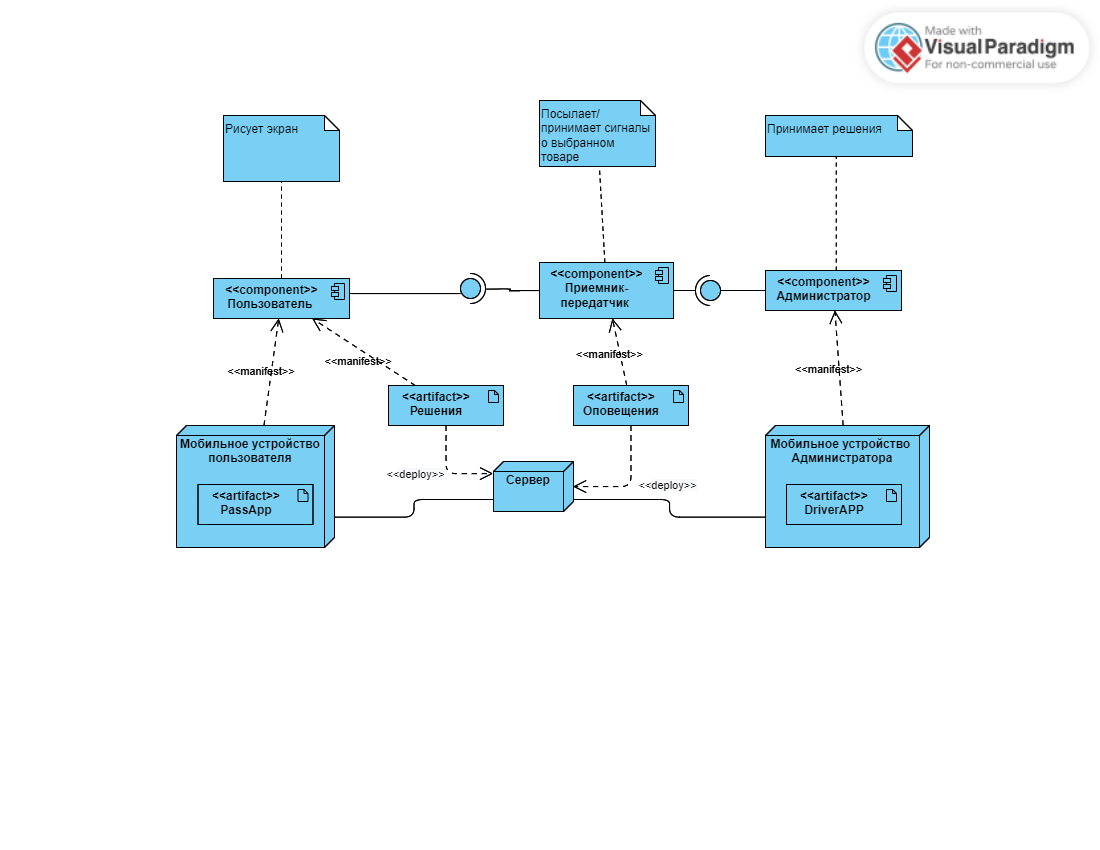 Made with
Visual Paradigm
For non-commercial use
Рисует экран
Посылает/
принимает сигналы
о выбранном
товаре
Принимает решения
<<component>>
Пользователь
<<component>>
Приемник-
передатчик
<<component>>
Администратор
<<manifest>>
<<manifest>>
<<manifest>>
<<manifest>>
<<artifact>>
Решения
<<artifact>>
Оповещения
Мобильное устройство
пользователя
<<artifact>>
PassApp
<<deploy>>
Сервер
<<deploy>>
Мобильное устройство
Администратора
<<artifact>>
DriverAPP